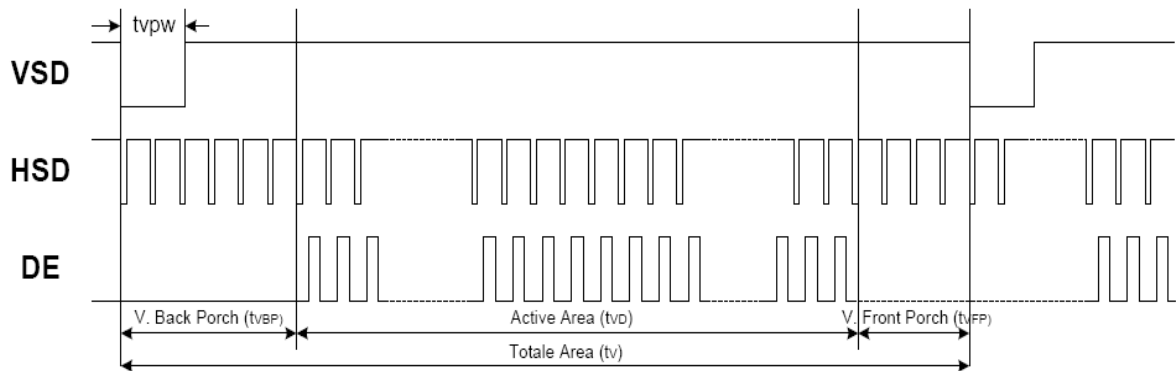 tvpw
VSD
HSD
DE
V. Back Porch (tVBP)
Active Area (tVD)
V. Front Porch (tVFP)
Totale Area (tV)